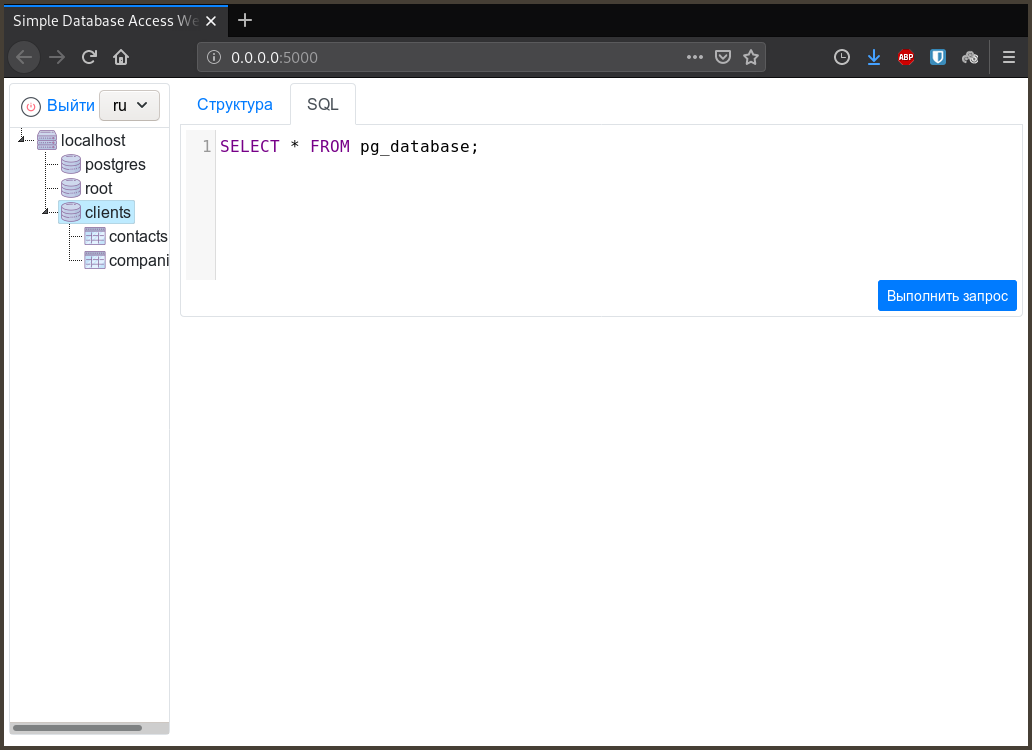 Simple Database Access We
0.0.0.0:5000
ABP
Выйти
ru
Структура
SQL
localhost
postgres
root
clients
contacts
compani
1 SELECT * FROM pg_database;
Выполнить запрос